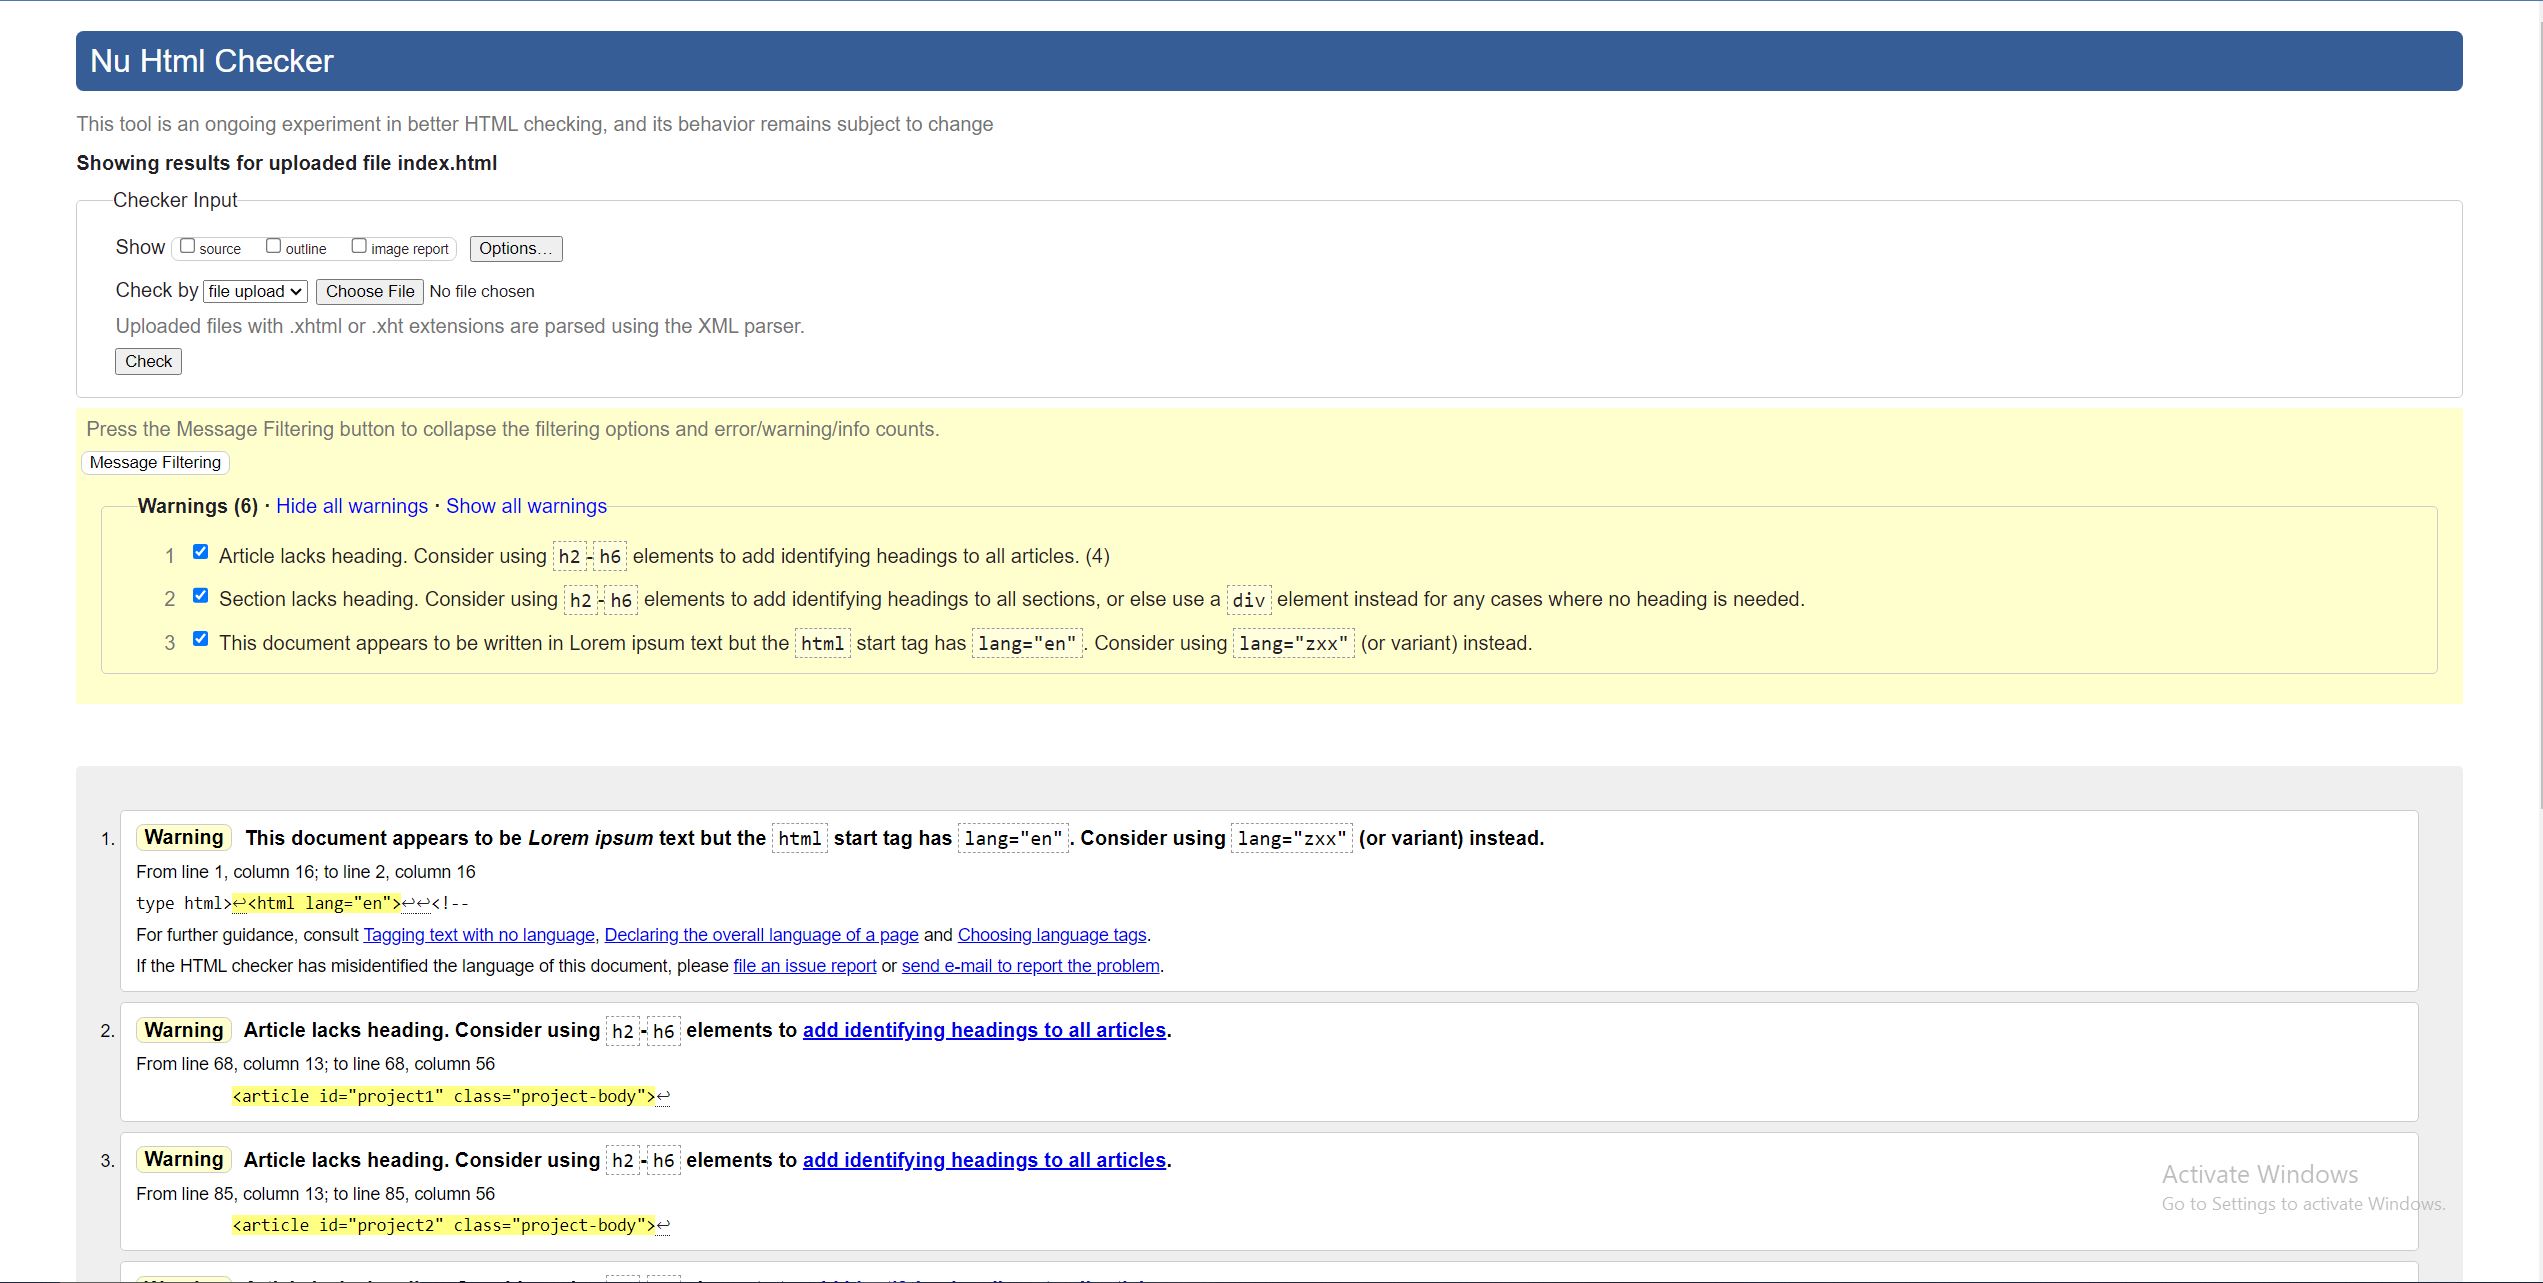 Nu Html Checker
This tool is an ongoing experiment in better HTML checking, and its behavior remains subject to change
Showing results for uploaded file index.html
Checker Input
Show source outline image report Options...
Check by file upload Choose File No file chosen
Uploaded files with .xhtml or .xht extensions are parsed using the XML parser.
Check
Press the Message Filtering button to collapse the filtering options and error/warning/info counts.
Message Filtering
Warnings (6) · Hide all warnings · Show all warnings
1 Article lacks heading. Consider using h2-h6 elements to add identifying headings to all articles. (4)
2 Section lacks heading. Consider using h2-h6 elements to add identifying headings to all sections, or else use a div element instead for any cases where no heading is needed.
3 This document appears to be written in Lorem ipsum text but the html start tag has lang="en". Consider using lang="zxx" (or variant) instead.
1. Warning This document appears to be Lorem ipsum text but the html start tag has lang="en". Consider using lang="zxx" (or variant) instead.
From line 1, column 16; to line 2, column 16
type html>↩<html lang="en">↩↩<!--
For further guidance, consult Tagging text with no language, Declaring the overall language of a page and Choosing language tags.
If the HTML checker has misidentified the language of this document, please file an issue report or send e-mail to report the problem.
2. Warning Article lacks heading. Consider using h2-h6 elements to add identifying headings to all articles.
From line 68, column 13; to line 68, column 56
<article id="project1" class="project-body">↩
3. Warning Article lacks heading. Consider using h2-h6 elements to add identifying headings to all articles.
From line 85, column 13; to line 85, column 56
<article id="project2" class="project-body">↩
Activate Windows
Go to Settings to activate Windows.